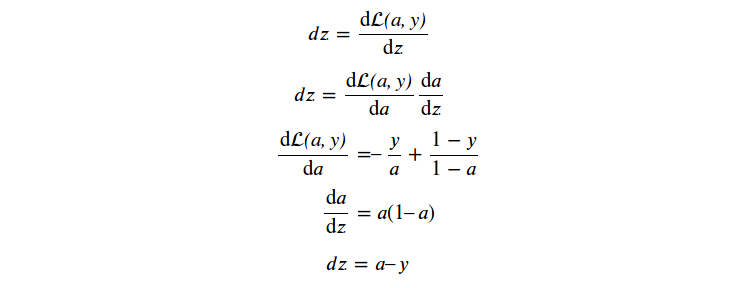 dz = dℒ(a, y) / dz
dz = dℒ(a, y) / da da / dz
dℒ(a, y) / da =– y / a + 1 − y / 1 − a
da / dz = a(1– a)
dz = a– y